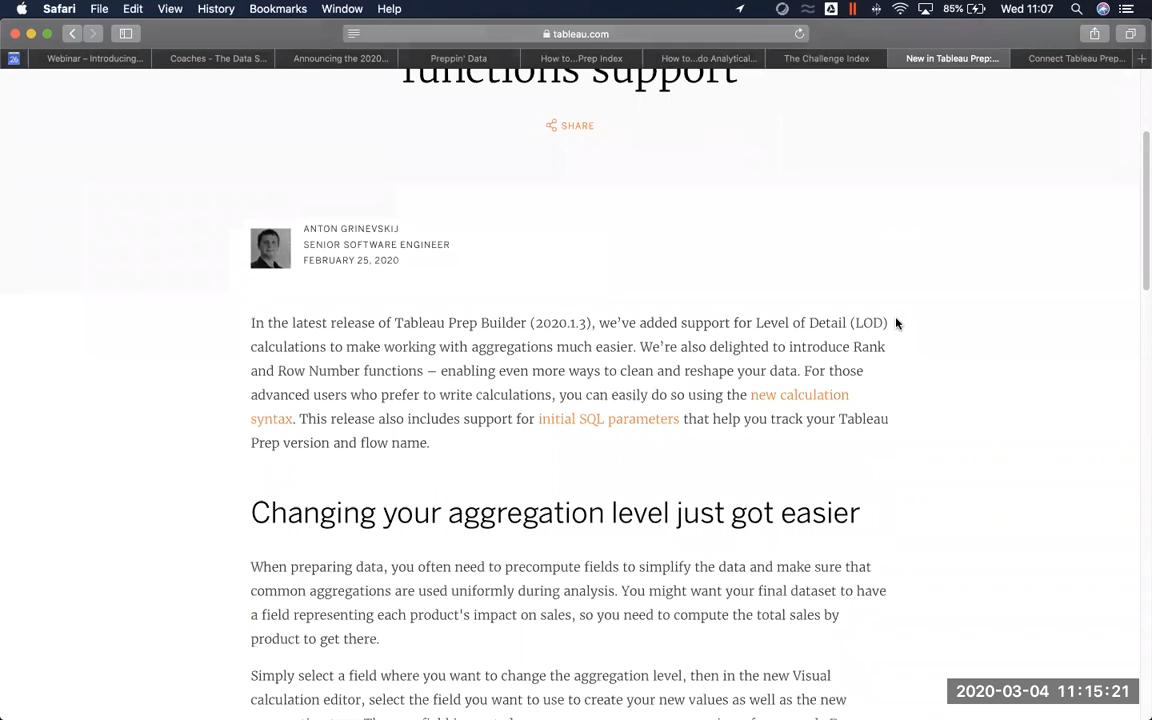 Safari File Edit View History Bookmarks Window Help 85% Wed 11:07
tableau.com
26 Webinar – Introducing... Coaches - The Data S... Announcing the 2020... Preppin' Data How to...Prep Index How to...do Analytical... The Challenge Index New in Tableau Prep:... Connect Tableau Prep...
functions support
SHARE
ANTON GRINEVSKIJ
SENIOR SOFTWARE ENGINEER
FEBRUARY 25, 2020
In the latest release of Tableau Prep Builder (2020.1.3), we've added support for Level of Detail (LOD)
calculations to make working with aggregations much easier. We're also delighted to introduce Rank
and Row Number functions – enabling even more ways to clean and reshape your data. For those
advanced users who prefer to write calculations, you can easily do so using the new calculation
syntax. This release also includes support for initial SQL parameters that help you track your Tableau
Prep version and flow name.
Changing your aggregation level just got easier
When preparing data, you often need to precompute fields to simplify the data and make sure that
common aggregations are used uniformly during analysis. You might want your final dataset to have
a field representing each product's impact on sales, so you need to compute the total sales by
product to get there.
Simply select a field where you want to change the aggregation level, then in the new Visual
calculation editor, select the field you want to use to create your new values as well as the new
2020-03-04 11:15:21